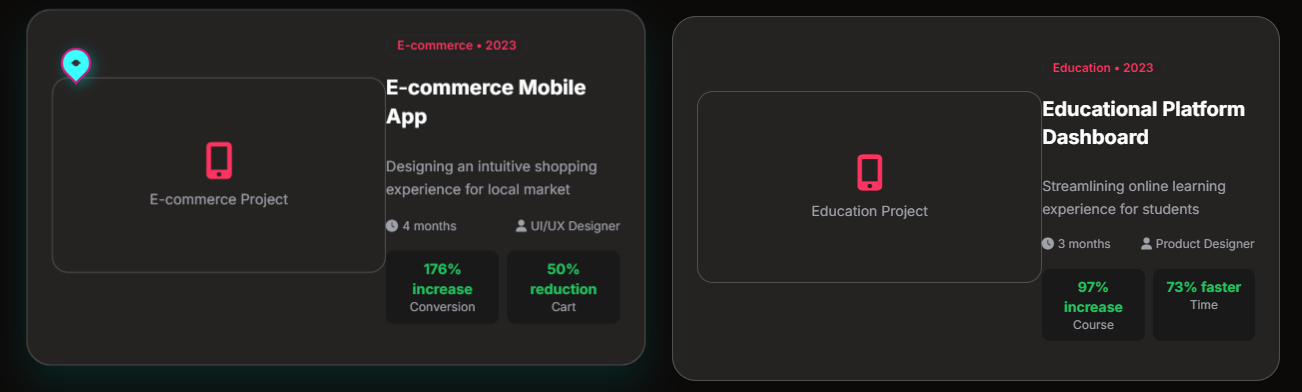 E-commerce • 2023
E-commerce Mobile
App
E-commerce Project
Designing an intuitive shopping
experience for local market
4 months
UI/UX Designer
176%
increase
Conversion
50%
reduction
Cart
Education • 2023
Educational Platform
Dashboard
Education Project
Streamlining online learning
experience for students
3 months
Product Designer
97%
increase
Course
73% faster
Time